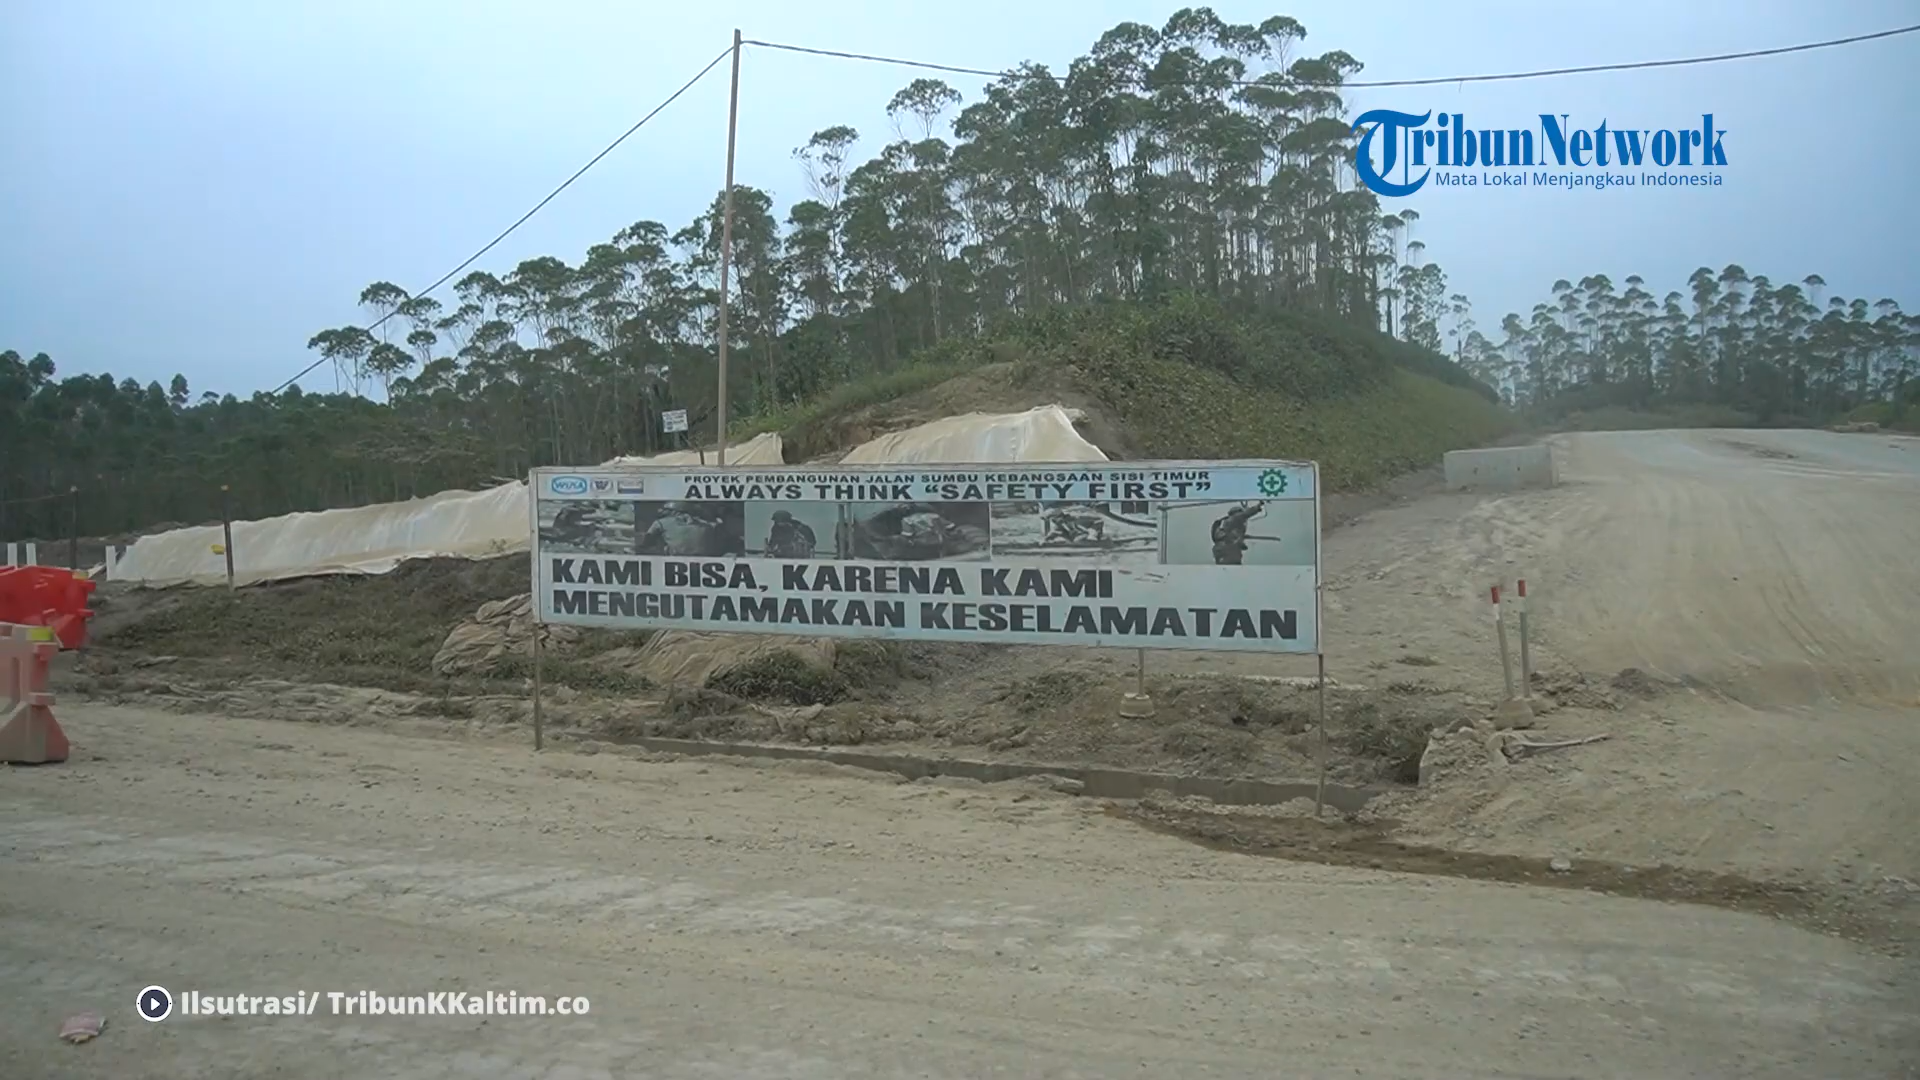 TribunNetwork
Mata Lokal Menjangkau Indonesia
WIKA
PROYEK PEMBANGUNAN JALAN SUMBU KEBANGSAAN SISI TIMUR
ALWAYS THINK “SAFETY FIRST”
KAMI BISA, KARENA KAMI
MENGUTAMAKAN KESELAMATAN
Ilsutrasi/ TribunKKaltim.co